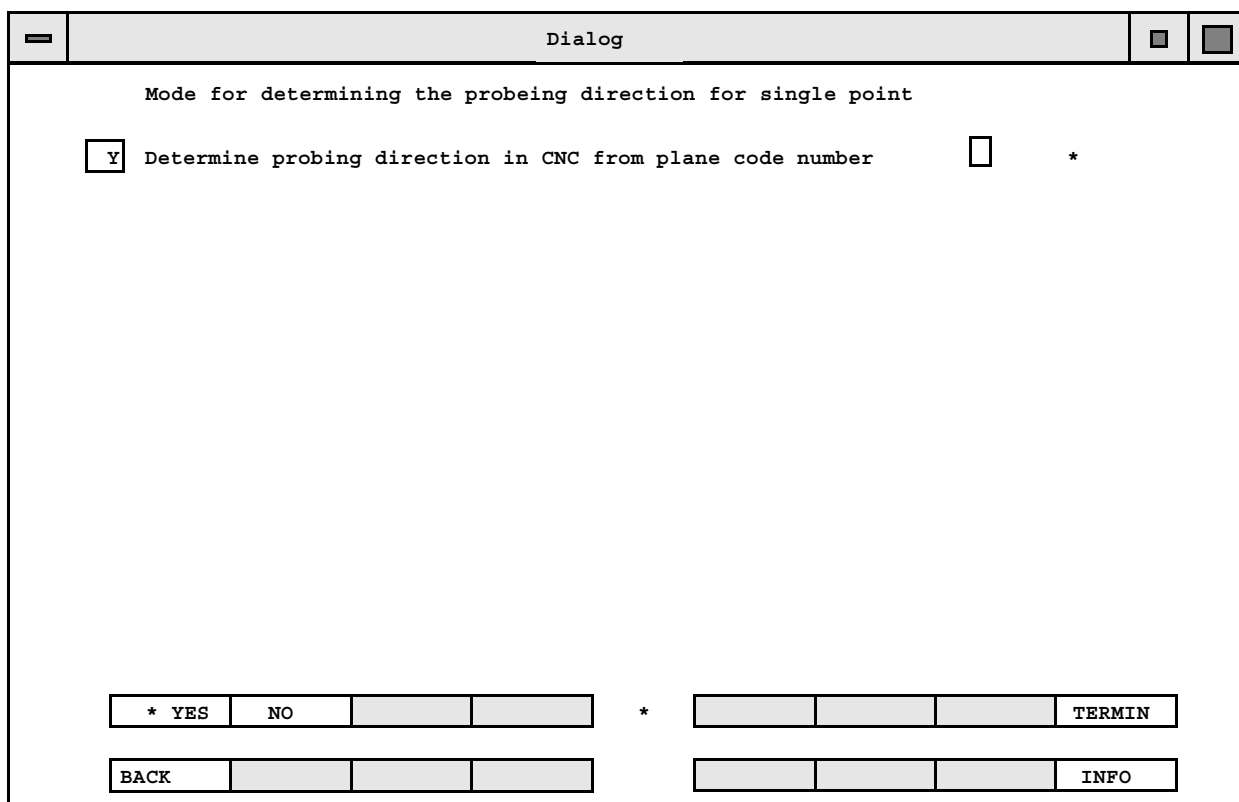 Dialog
Mode for determining the probeing direction for single point
Y Determine probing direction in CNC from plane code number *
* YES NO * TERMIN
BACK INFO